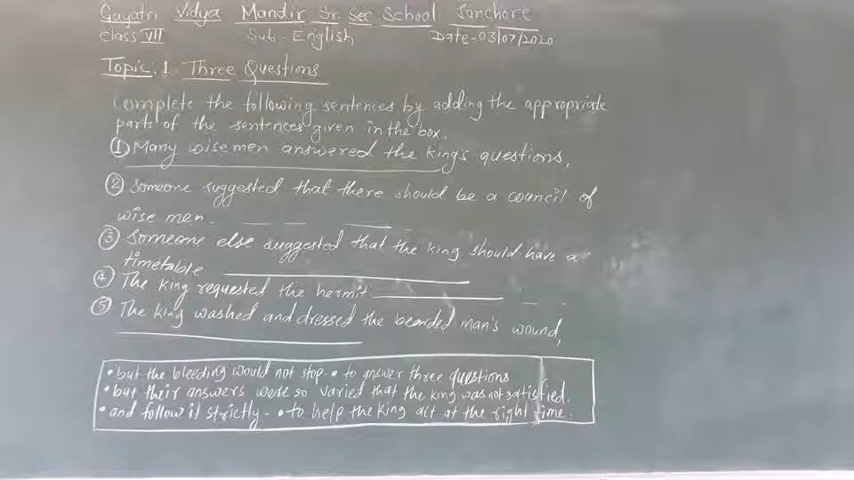 Gayatri Vidya Mandir Sr. Sec School Sanchore
Class VII Sub - English Date - 03/07/2020
Topic. 1. Three Questions
Complete the following sentences by adding the appropriate
parts of the sentences given in the box.
① Many wisemen answered the king's questions,
② Someone suggested that there should be a council of
wise men.
③ Someone else suggested that the king should have a
timetable
④ The king requested the hermit
⑤ The king washed and dressed the bearded man's wound,
• but the bleeding would not stop. • to answer three questions
• but their answers were so varied that the king was not satisfied.
• and follow it strictly - • to help the king act at the right time.